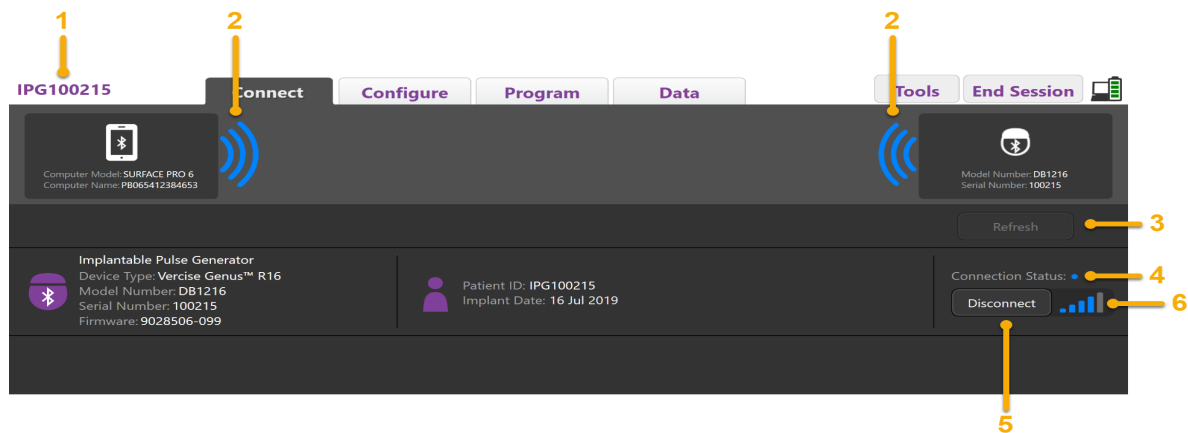 1 2 2
IPG100215 Connect Configure Program Data Tools End Session
Computer Model: SURFACE PRO 6
Computer Name: PB065412384653
Model Number: DB1216
Serial Number: 100215
Refresh 3
Implantable Pulse Generator
Device Type: Vercise Genus™ R16
Model Number: DB1216
Serial Number: 100215
Firmware: 9028506-099
Patient ID: IPG100215
Implant Date: 16 Jul 2019
Connection Status: 4
Disconnect 6
5